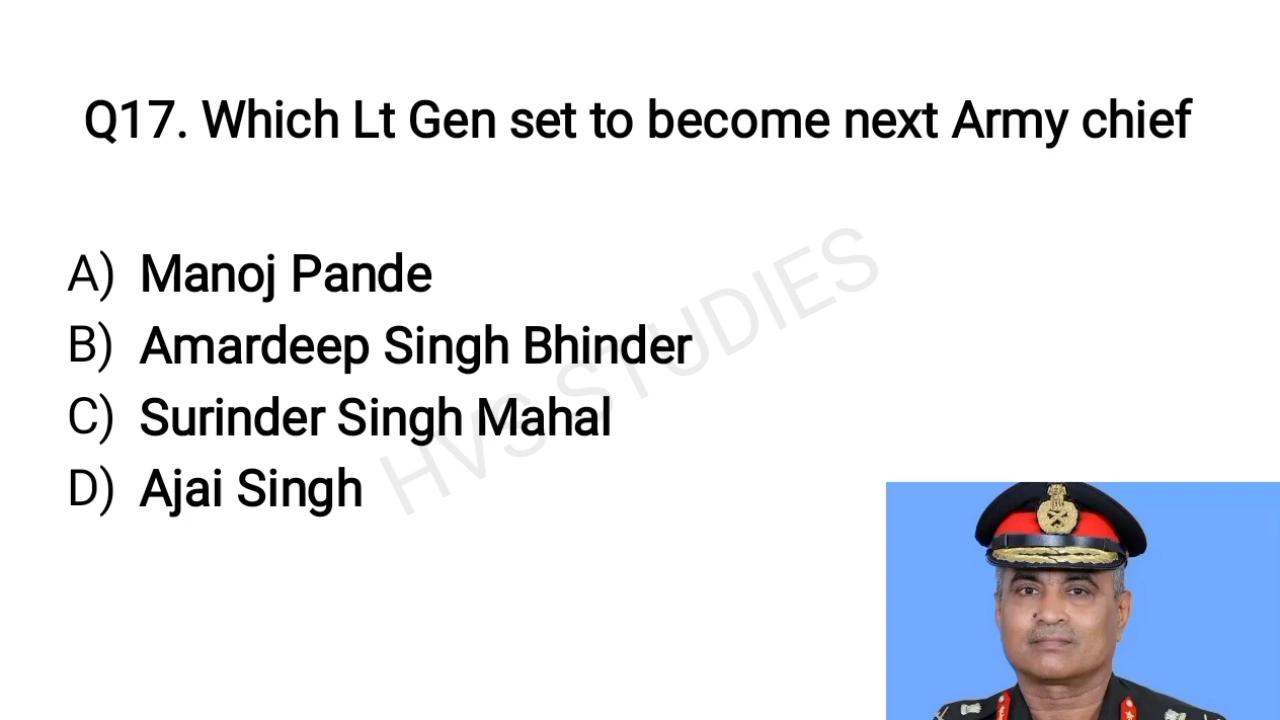 Q17. Which Lt Gen set to become next Army chief
A) Manoj Pande
B) Amardeep Singh Bhinder
C) Surinder Singh Mahal
D) Ajai Singh
HVS STUDIES